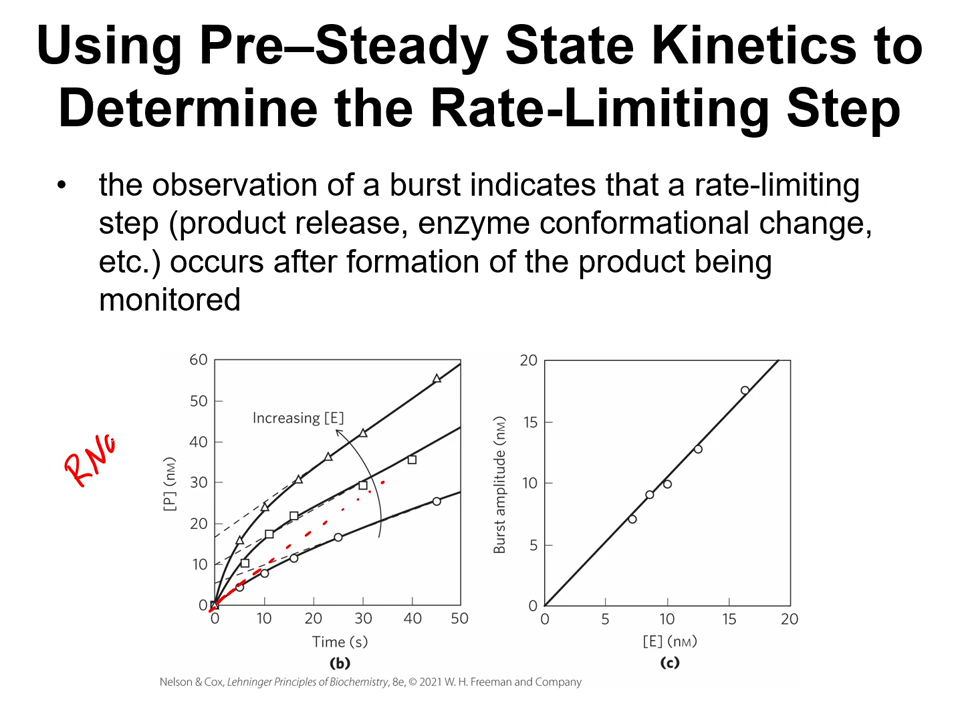 Using Pre–Steady State Kinetics to
Determine the Rate-Limiting Step
• the observation of a burst indicates that a rate-limiting
step (product release, enzyme conformational change,
etc.) occurs after formation of the product being
monitored
60
50
40
30
20
10
0
[P] (nM)
Increasing [E]
0 10 20 30 40 50
Time (s)
(b)
20
15
10
5
0
Burst amplitude (nM)
0 5 10 15 20
[E] (nM)
(c)
Nelson & Cox, Lehninger Principles of Biochemistry, 8e, © 2021 W. H. Freeman and Company